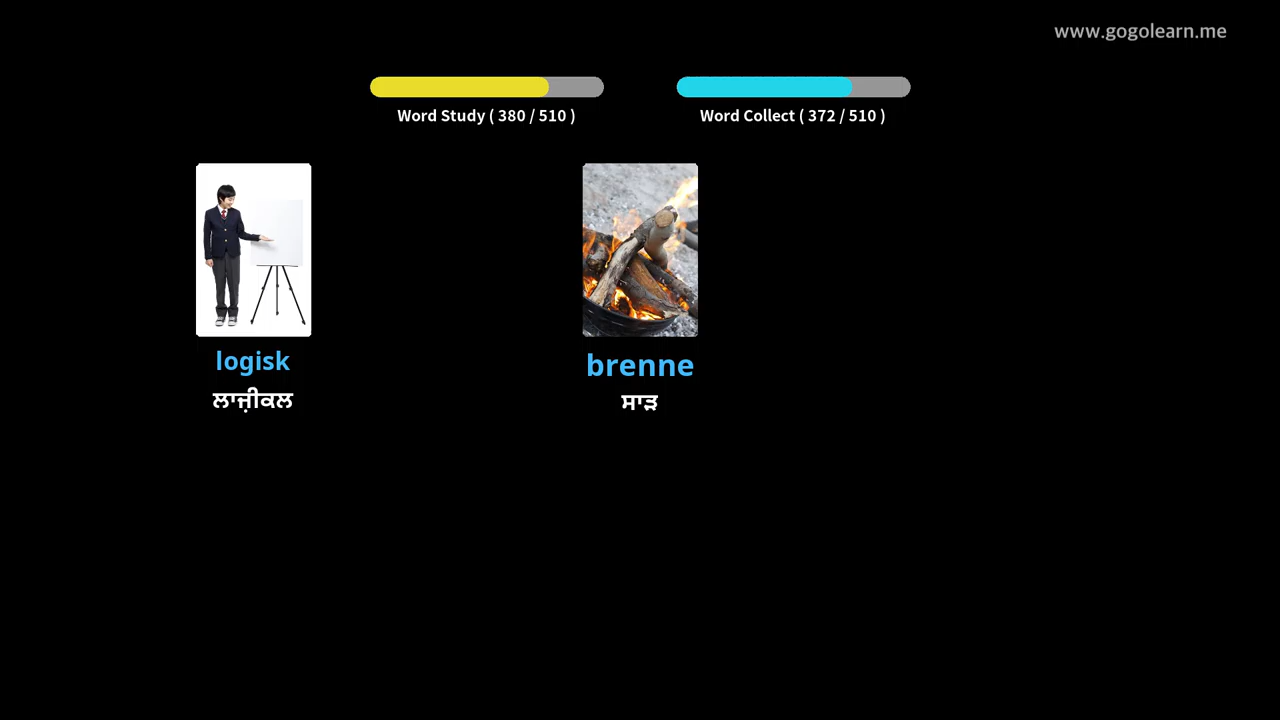 www.gogolearn.me
Word Study ( 380 / 510 )
Word Collect ( 372 / 510 )
logisk
ਲਾਜ਼ੀਕਲ
brenne
ਸਾੜ